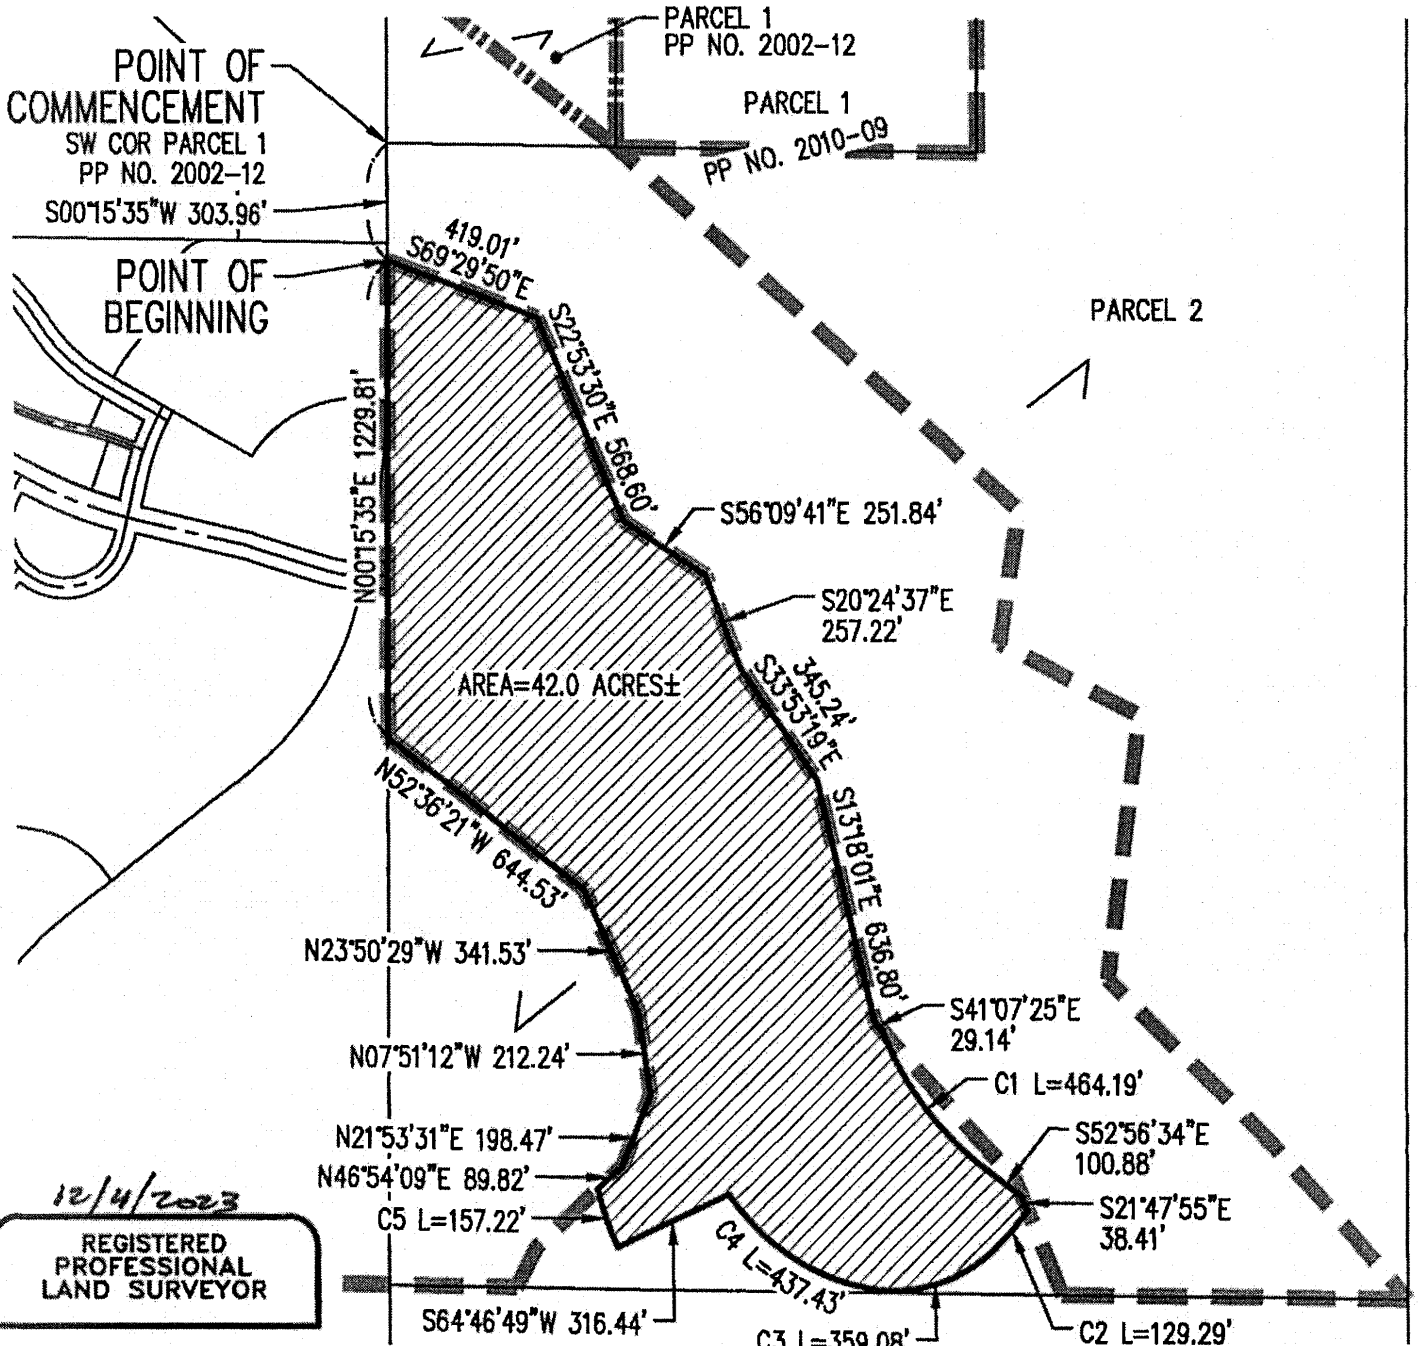 PARCEL 1
PP NO. 2002-12
POINT OF
COMMENCEMENT
SW COR PARCEL 1
PP NO. 2002-12
S00°15'35"W 303.96'
PARCEL 1
PP NO. 2010-09
POINT OF
BEGINNING
419.01'
S69°29'50"E
PARCEL 2
S22°53'30"E 568.60'
N00°15'35"E 1229.81'
S56°09'41"E 251.84'
S20°24'37"E
257.22'
345.24'
S33°53'19"E
AREA=42.0 ACRES±
N52°36'21"W 644.53'
S13°18'01"E 636.80'
N23°50'29"W 341.53'
S41°07'25"E
29.14'
N07°51'12"W 212.24'
C1 L=464.19'
N21°53'31"E 198.47'
S52°56'34"E
100.88'
N46°54'09"E 89.82'
C5 L=157.22'
S21°47'55"E
38.41'
12/4/2023
REGISTERED
PROFESSIONAL
LAND SURVEYOR
C4 L=437.43'
S64°46'49"W 316.44'
C3 L=359.08'
C2 L=129.29'